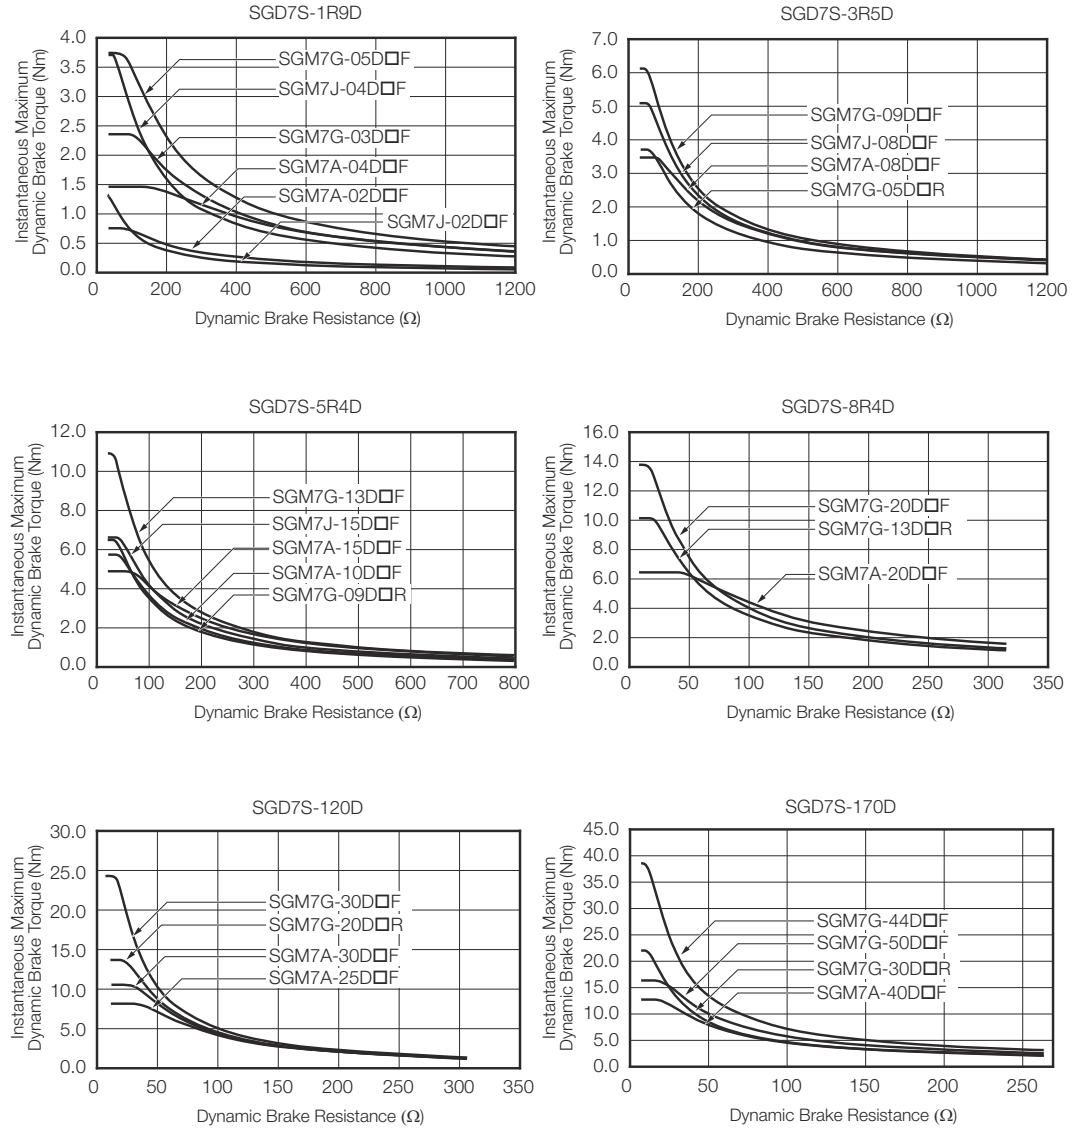 SGD7S-1R9D
Instantaneous Maximum
Dynamic Brake Torque (Nm)
4.0
3.5
3.0
2.5
2.0
1.5
1.0
0.5
0.0
SGM7G-05D□F
SGM7J-04D□F
SGM7G-03D□F
SGM7A-04D□F
SGM7A-02D□F
SGM7J-02D□F
0 200 400 600 800 1000 1200
Dynamic Brake Resistance (Ω)
SGD7S-3R5D
Instantaneous Maximum
Dynamic Brake Torque (Nm)
7.0
6.0
5.0
4.0
3.0
2.0
1.0
0.0
SGM7G-09D□F
SGM7J-08D□F
SGM7A-08D□F
SGM7G-05D□R
0 200 400 600 800 1000 1200
Dynamic Brake Resistance (Ω)
SGD7S-5R4D
Instantaneous Maximum
Dynamic Brake Torque (Nm)
12.0
10.0
8.0
6.0
4.0
2.0
0.0
SGM7G-13D□F
SGM7J-15D□F
SGM7A-15D□F
SGM7A-10D□F
SGM7G-09D□R
0 100 200 300 400 500 600 700 800
Dynamic Brake Resistance (Ω)
SGD7S-8R4D
Instantaneous Maximum
Dynamic Brake Torque (Nm)
16.0
14.0
12.0
10.0
8.0
6.0
4.0
2.0
0.0
SGM7G-20D□F
SGM7G-13D□R
SGM7A-20D□F
0 50 100 150 200 250 300 350
Dynamic Brake Resistance (Ω)
SGD7S-120D
Instantaneous Maximum
Dynamic Brake Torque (Nm)
30.0
25.0
20.0
15.0
10.0
5.0
0.0
SGM7G-30D□F
SGM7G-20D□R
SGM7A-30D□F
SGM7A-25D□F
0 50 100 150 200 250 300 350
Dynamic Brake Resistance (Ω)
SGD7S-170D
Instantaneous Maximum
Dynamic Brake Torque (Nm)
45.0
40.0
35.0
30.0
25.0
20.0
15.0
10.0
5.0
0.0
SGM7G-44D□F
SGM7G-50D□F
SGM7G-30D□R
SGM7A-40D□F
0 50 100 150 200 250
Dynamic Brake Resistance (Ω)